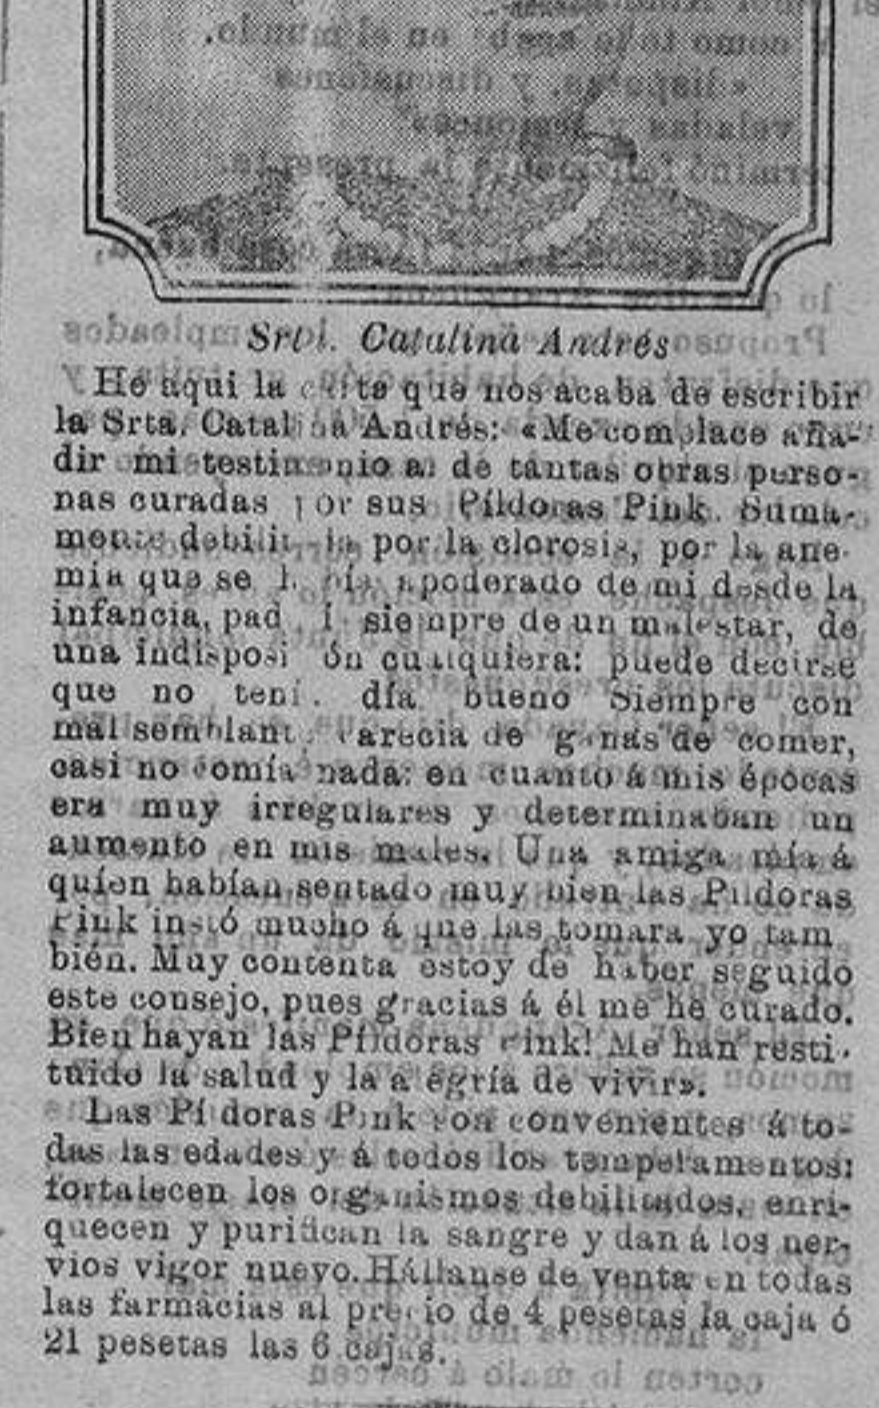 Srta. Catalina Andrés
He aqui la carta que nos acaba de escribir
la Srta. Catalina Andrés: «Me complace aña-
dir mi testimonio al de tantas obras perso-
nas curadas por sus Píldoras Pink. Suma-
mente debilitada por la clorosis, por la ane-
mia que se había apoderado de mi desde la
infancia, padecí siempre de un malestar, de
una indisposición cualquiera: puede decirse
que no tenía día bueno Siempre con
mal semblante, carecia de ganas de comer,
casi no comía nada: en cuanto á mis épocas
era muy irregulares y determinaban un
aumento en mis males. Una amiga mía á
quien habían sentado muy bien las Píldoras
Pink instó mucho á que las tomara yo tam
bién. Muy contenta estoy de haber seguido
este consejo, pues gracias á él me he curado.
Bien hayan las Píldoras Pink! Me han resti-
tuido la salud y la a egría de vivir».
Las Pí doras Pink son convenientes á to-
das las edades y á todos los temperamentos:
fortalecen los organismos debilitados, enri-
quecen y purifican la sangre y dan á los ner-
vios vigor nuevo. Hállanse de venta en todas
las farmacias al precio de 4 pesetas la caja ó
21 pesetas las 6 cajas.